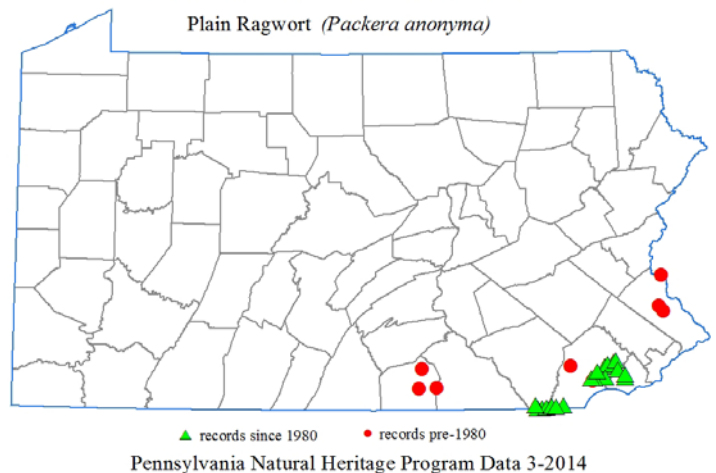 Plain Ragwort (Packera anonyma)
records since 1980 records pre-1980
Pennsylvania Natural Heritage Program Data 3-2014